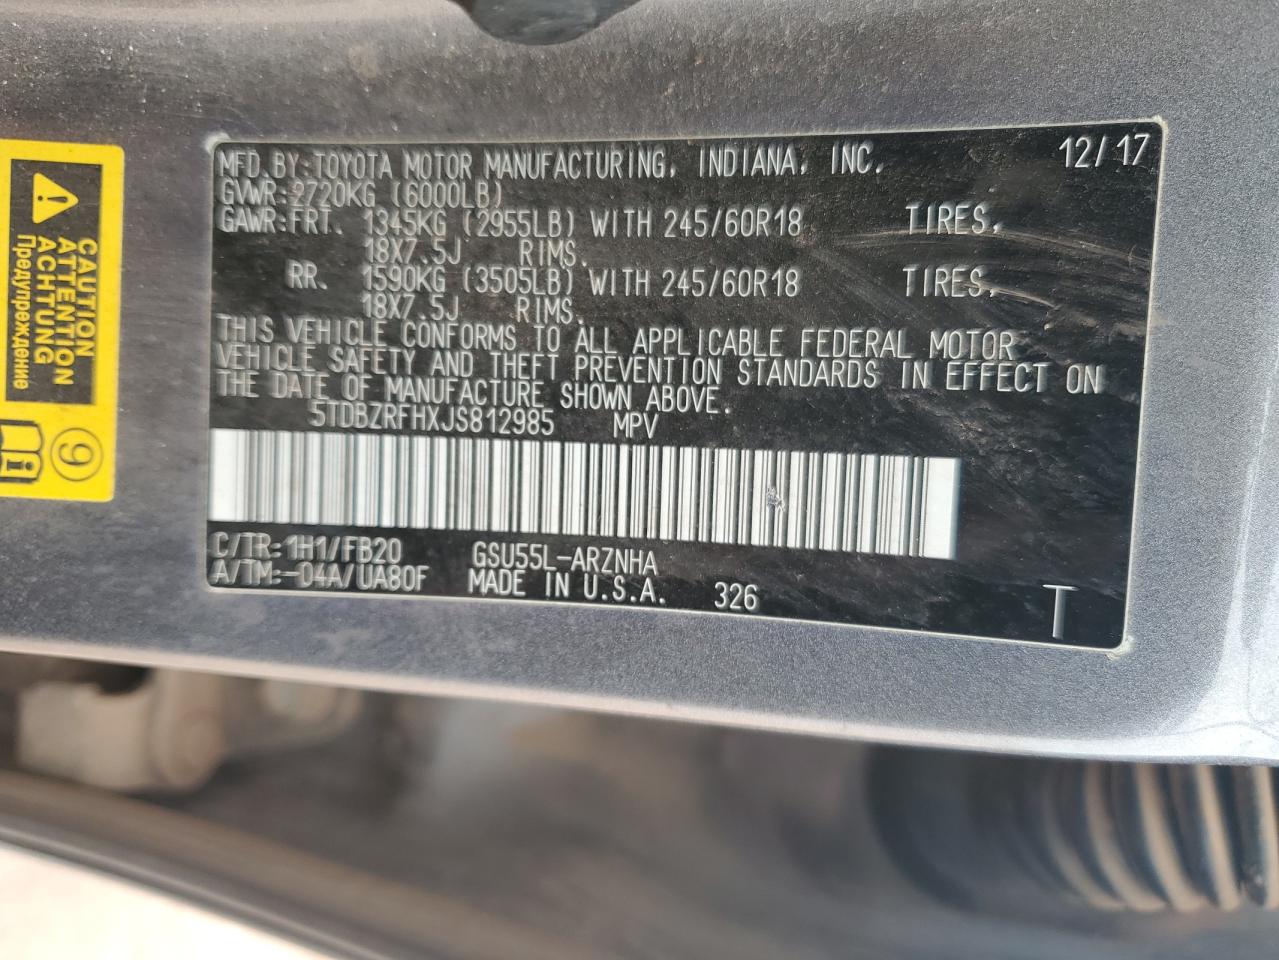 MFD.BY:TOYOTA MOTOR MANUFACTURING, INDIANA, INC. 12/17
GVWR:2720KG (6000LB)
GAWR:FRT. 1345KG (2955LB) WITH 245/60R18 TIRES,
18X7.5J RIMS.
RR. 1590KG (3505LB) WITH 245/60R18 TIRES,
18X7.5J RIMS.
THIS VEHICLE CONFORMS TO ALL APPLICABLE FEDERAL MOTOR
VEHICLE SAFETY AND THEFT PREVENTION STANDARDS IN EFFECT ON
THE DATE OF MANUFACTURE SHOWN ABOVE.
5TDBZRFHXJS812985 MPV
C/TR:1H1/FB20 GSU55L-ARZNHA
A/TM:-04A/UA80F MADE IN U.S.A. 326
T
CAUTION
ATTENTION
ACHTUNG
Предупреждение
9